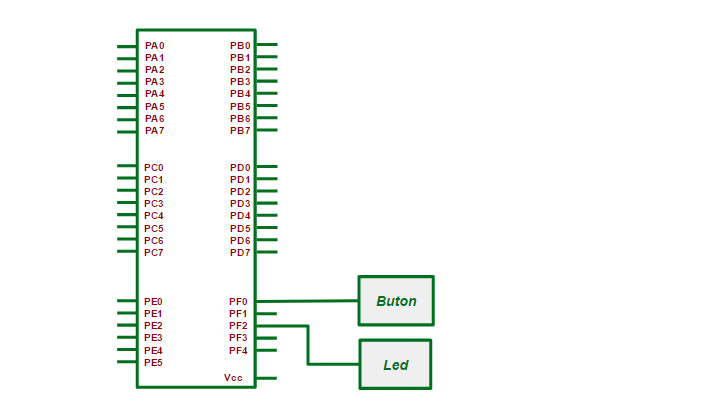 PA0 PB0
PA1 PB1
PA2 PB2
PA3 PB3
PA4 PB4
PA5 PB5
PA6 PB6
PA7 PB7
PC0 PD0
PC1 PD1
PC2 PD2
PC3 PD3
PC4 PD4
PC5 PD5
PC6 PD6
PC7 PD7
PE0 PF0 Buton
PE1 PF1
PE2 PF2
PE3 PF3
PE4 PF4
PE5 Led
Vcc